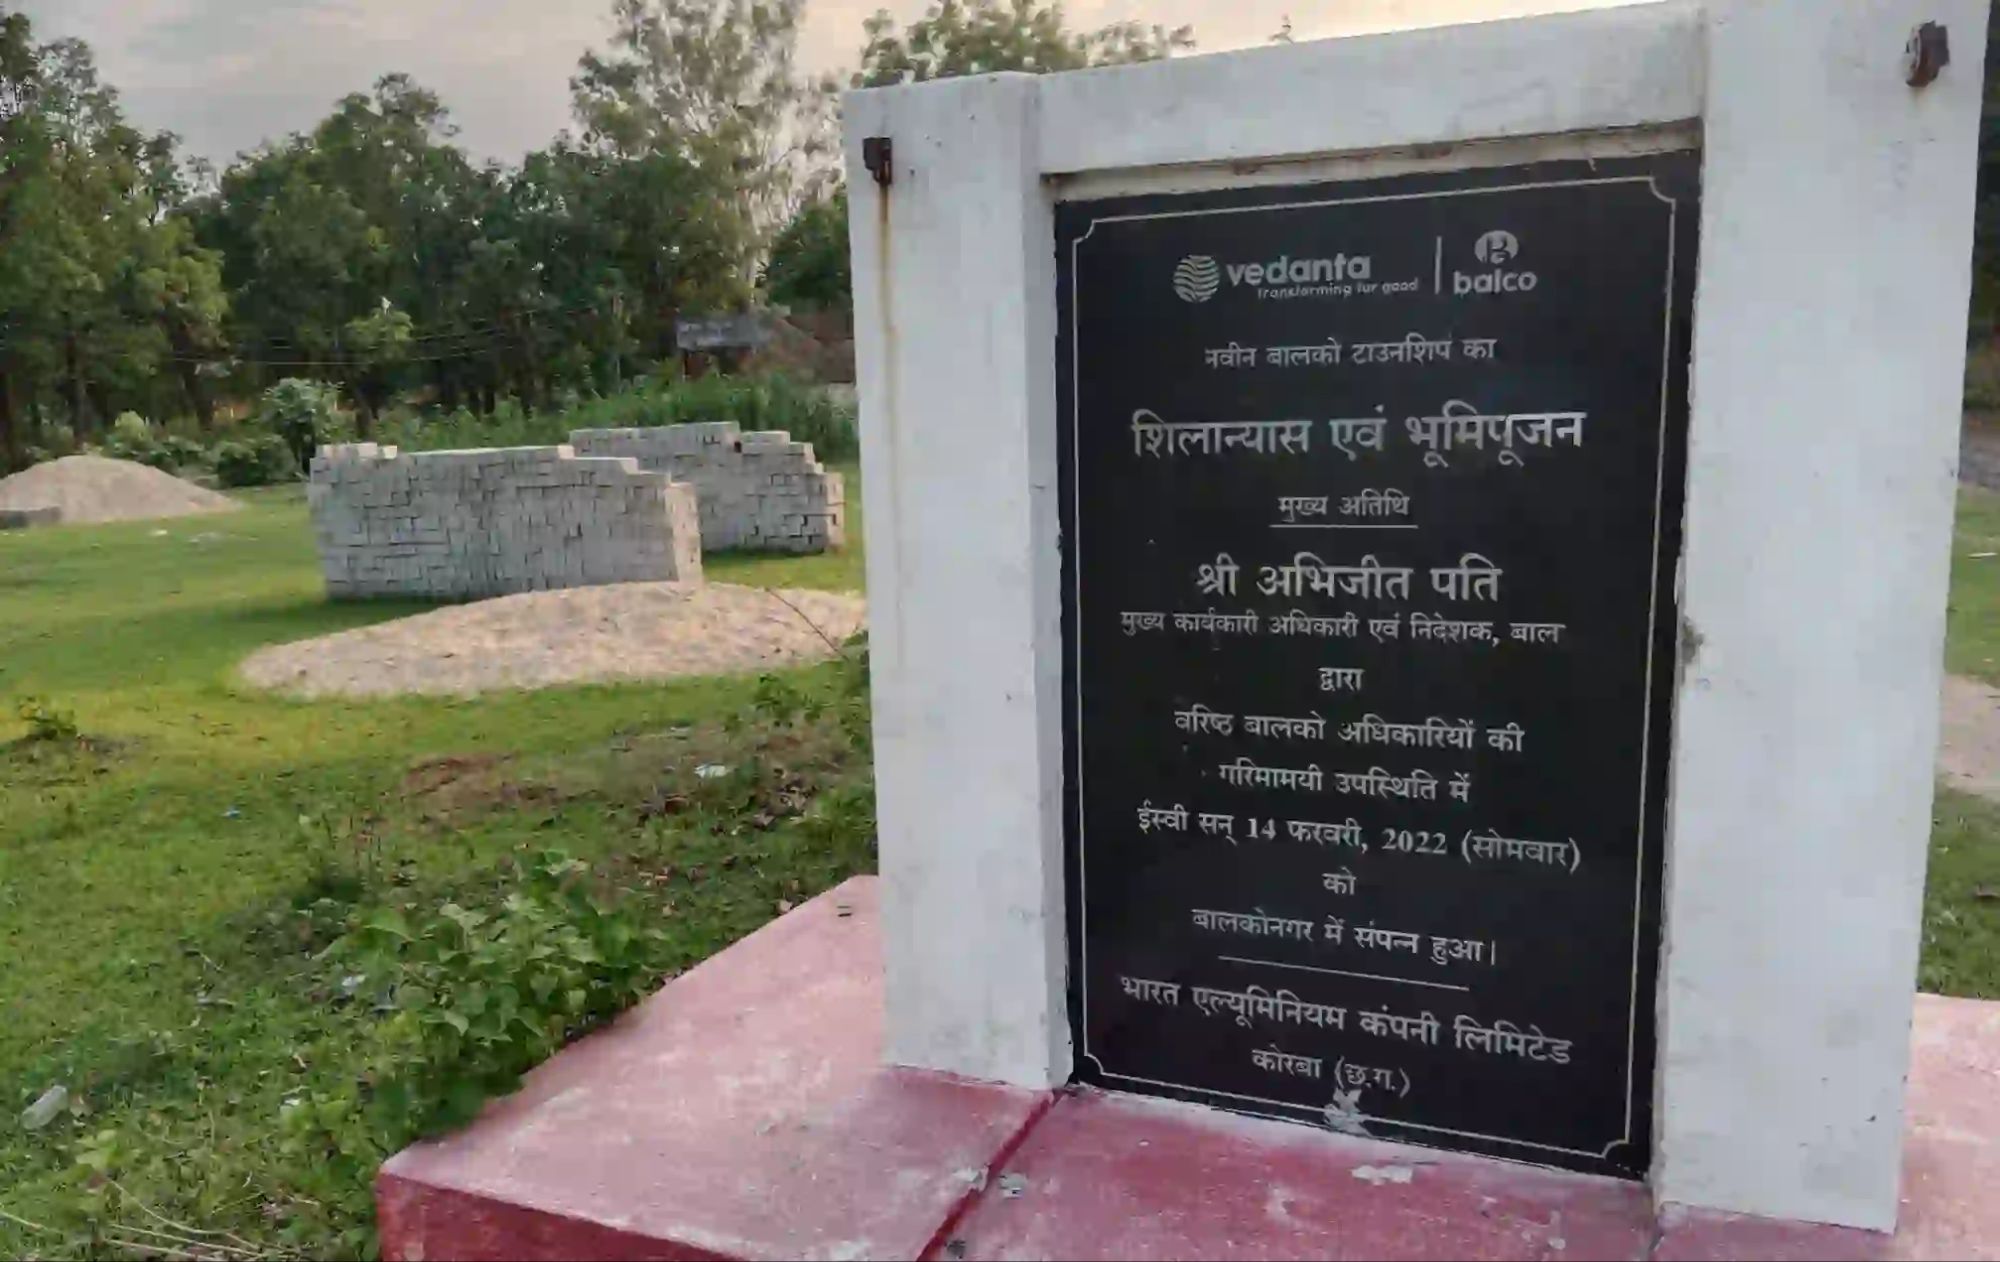 vedanta
transforming for good
balco
नवीन बालको टाउनशिप का
शिलान्यास एवं भूमिपूजन
मुख्य अतिथि
श्री अभिजीत पति
मुख्य कार्यकारी अधिकारी एवं निदेशक, बाल
द्वारा
वरिष्ठ बालको अधिकारियों की
गरिमामयी उपस्थिति में
ईस्वी सन् 14 फरवरी, 2022 (सोमवार)
को
बालकोनगर में संपन्न हुआ।
भारत एल्यूमिनियम कंपनी लिमिटेड
कोरबा (छ.ग.)